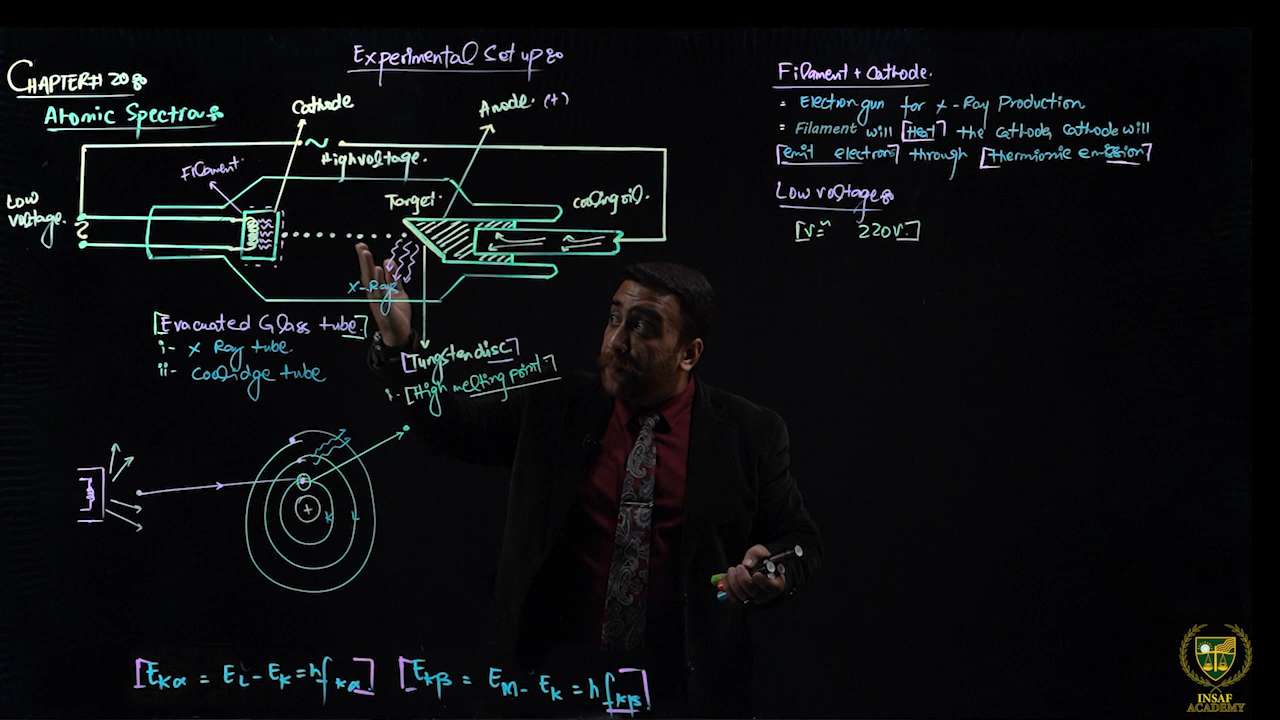 Experimental Set up
CHAPTER# 20
Atomic Spectra
Cathode
Anode (+)
High voltage.
Filament.
Low voltage.
Target.
cooling oil.
X-Ray
[Evacuated Glass tube.]
i- X Ray tube.
ii- Coolidge tube
[Tungsten disc]
i- [High melting point]
+
K
L
[EKα = EL - EK = hfKα]
[EKβ = EM - EK = hfKβ]
Filament + Cathode.
= Electron gun for X-Ray Production
= Filament will [Heat] the cathode, cathode will
[emit electrons] through [thermionic emission]
Low voltage
[V= 220V.]
INSAF
ACADEMY